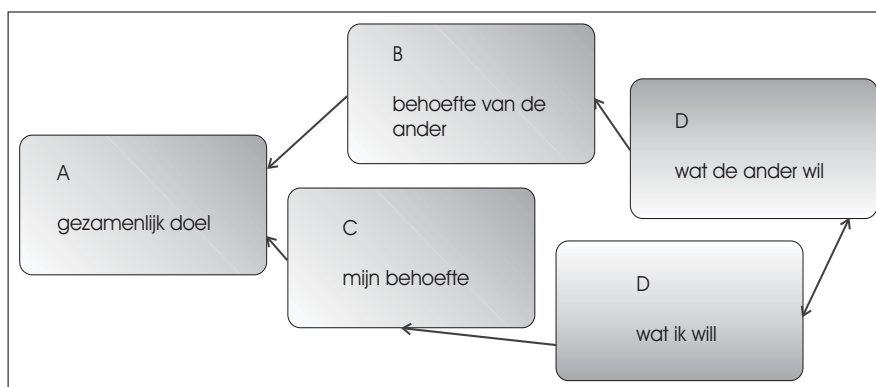 A
gezamenlijk doel
B
behoefte van de
ander
C
mijn behoefte
D
wat de ander wil
D
wat ik will